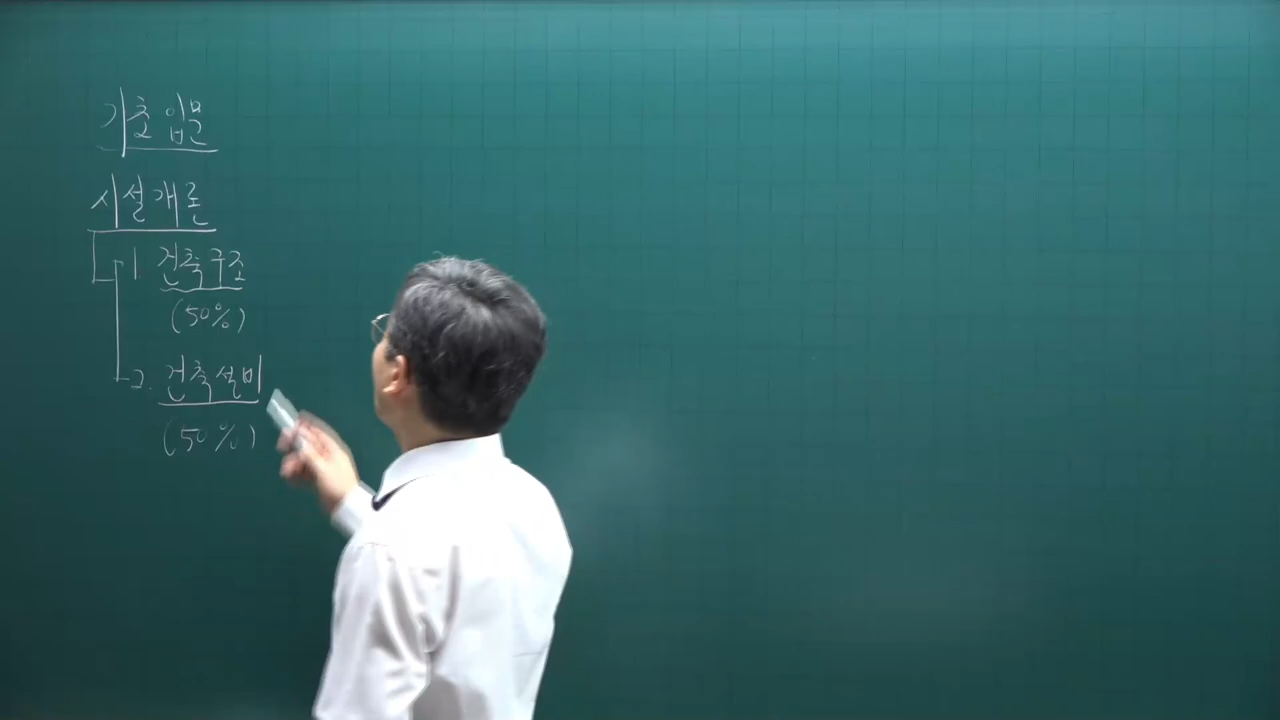 기초입문
시설개론
1 건축구조
(50%)
2. 건축설비
(50%)